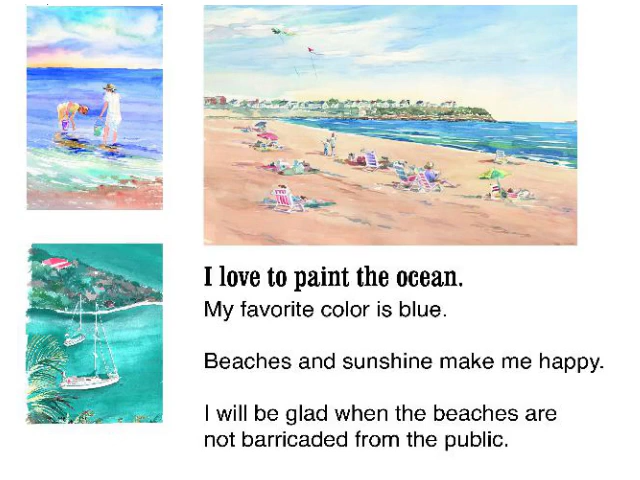 I love to paint the ocean.
My favorite color is blue.
Beaches and sunshine make me happy.
I will be glad when the beaches are
not barricaded from the public.